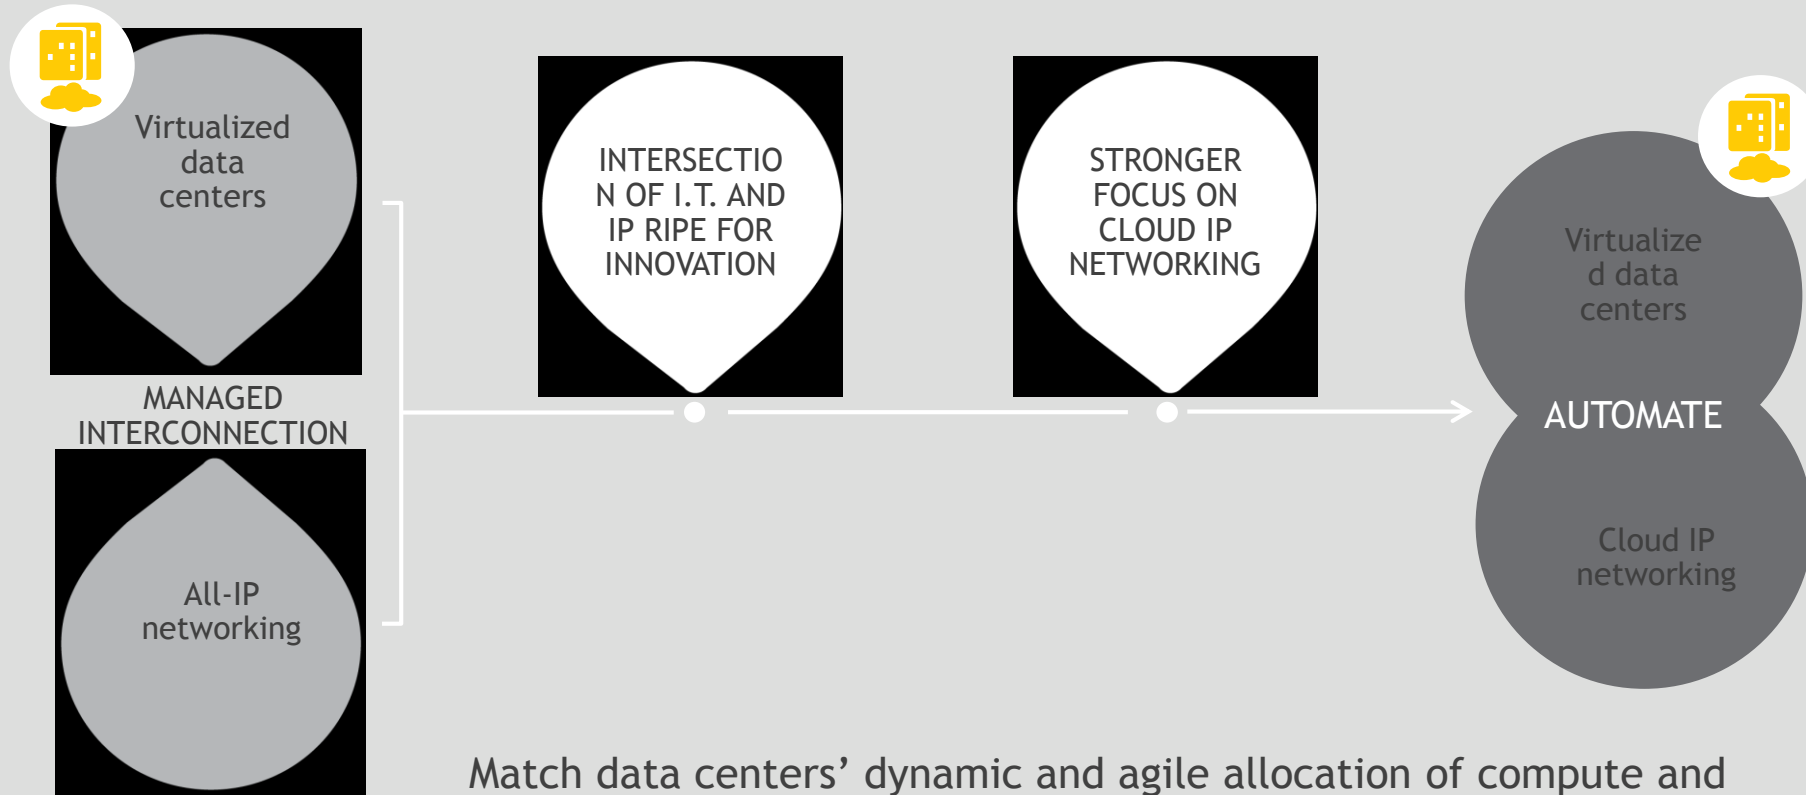 Virtualized
data
centers
MANAGED
INTERCONNECTION
All-IP
networking
INTERSECTIO
N OF I.T. AND
IP RIPE FOR
INNOVATION
STRONGER
FOCUS ON
CLOUD IP
NETWORKING
Virtualize
d data
centers
AUTOMATE
Cloud IP
networking
Match data centers’ dynamic and agile allocation of compute and